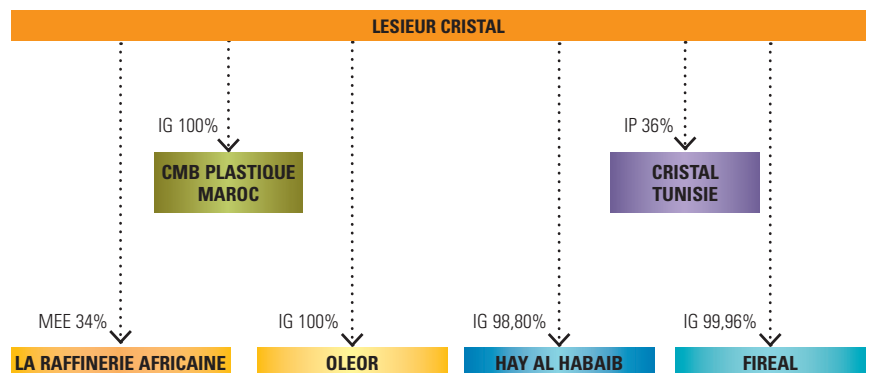 LESIEUR CRISTAL
IG 100%
IP 36%
CMB PLASTIQUE
MAROC
CRISTAL
TUNISIE
MEE 34%
IG 100%
IG 98,80%
IG 99,96%
LA RAFFINERIE AFRICAINE
OLEOR
HAY AL HABAIB
FIREAL